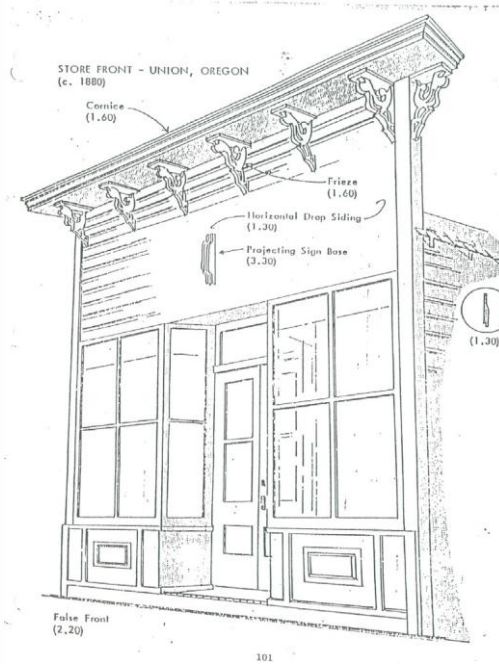 STORE FRONT - UNION, OREGON
(c. 1880)
Cornice
(1.60)
Frieze
(1.60)
Horizontal Drop Siding
(1.30)
Projecting Sign Base
(3.30)
(1.30)
False Front
(2.20)
101